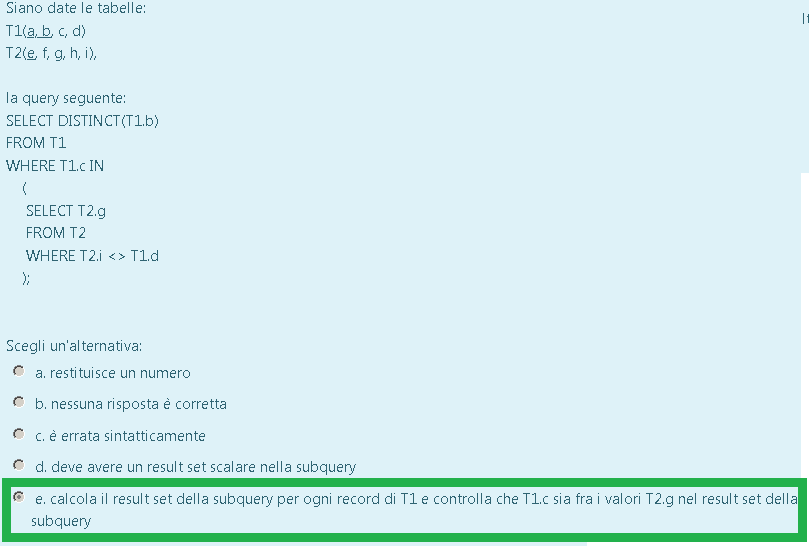 Siano date le tabelle:
T1(a, b, c, d)
T2(e, f, g, h, i),
la query seguente:
SELECT DISTINCT(T1.b)
FROM T1
WHERE T1.c IN
(
SELECT T2.g
FROM T2
WHERE T2.i <> T1.d
);
Scegli un'alternativa:
a. restituisce un numero
b. nessuna risposta è corretta
c. è errata sintatticamente
d. deve avere un result set scalare nella subquery
e. calcola il result set della subquery per ogni record di T1 e controlla che T1.c sia fra i valori T2.g nel result set della
subquery